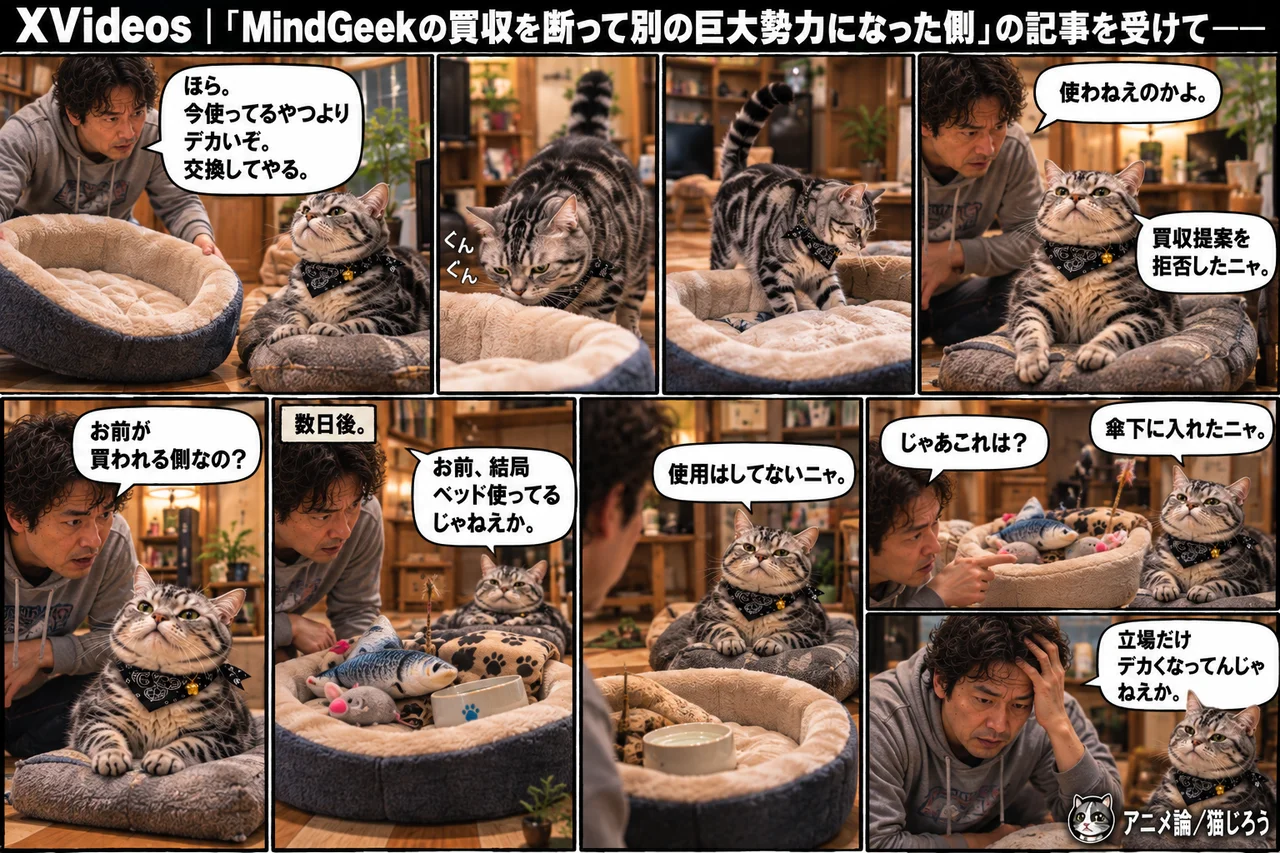 XVideos｜「MindGeekの買収を断って別の巨大勢力になった側」の記事を受けて――
ほら。
今使ってるやつより
デカいぞ。
交換してやる。
くん
くん
使わねえのかよ。
買収提案を
拒否したニャ。
お前が
買われる側なの？
数日後。
お前、結局
ベッド使ってる
じゃねえか。
使用はしてないニャ。
じゃあこれは？
傘下に入れたニャ。
立場だけ
デカくなってんじゃ
ねえか。
アニメ論／猫じろう